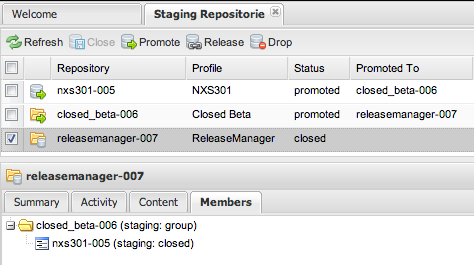 Welcome
Staging Repositorie
Refresh Close Promote Release Drop
Repository Profile Status Promoted To
nxs301-005 NXS301 promoted closed_beta-006
closed_beta-006 Closed Beta promoted releasemanager-007
releasemanager-007 ReleaseManager closed
releasemanager-007
Summary Activity Content Members
closed_beta-006 (staging: group)
nxs301-005 (staging: closed)